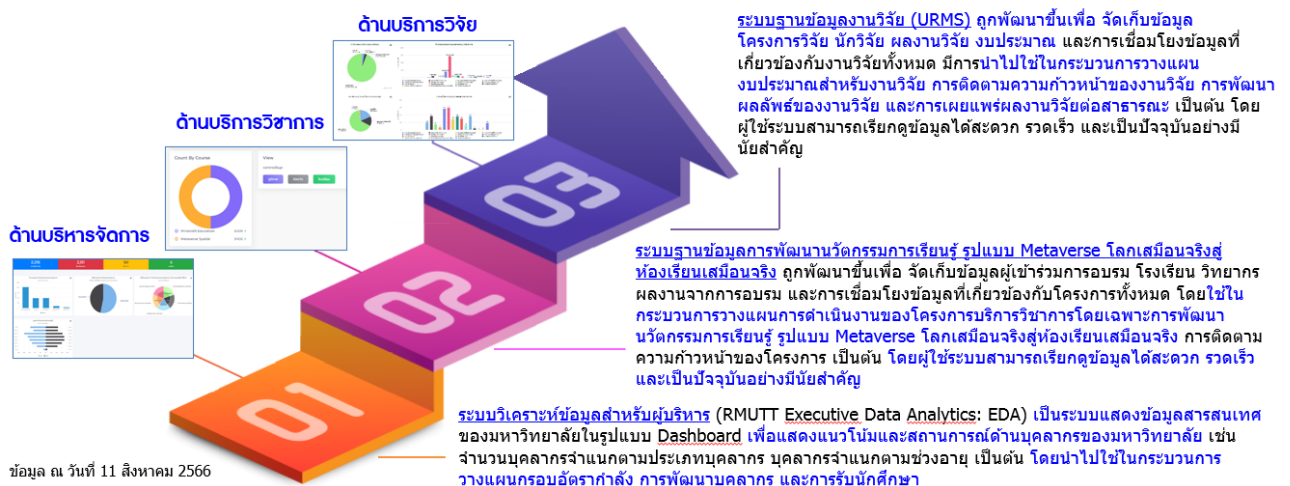 ด้านบริการวิจัย
ระบบฐานข้อมูลงานวิจัย (URMS) ถูกพัฒนาขึ้นเพื่อ จัดเก็บข้อมูล
โครงการวิจัย นักวิจัย ผลงานวิจัย งบประมาณ และการเชื่อมโยงข้อมูลที่
เกี่ยวข้องกับงานวิจัยทั้งหมด มีการนำไปใช้ในกระบวนการวางแผน
งบประมาณสำหรับงานวิจัย การติดตามความก้าวหน้าของงานวิจัย การพัฒนา
ผลลัพธ์ของงานวิจัย และการเผยแพร่ผลงานวิจัยต่อสาธารณะ เป็นต้น โดย
ผู้ใช้ระบบสามารถเรียกดูข้อมูลได้สะดวก รวดเร็ว และเป็นปัจจุบันอย่างมี
นัยสำคัญ
03
ด้านบริการวิชาการ
Count By Course
View
02
ระบบฐานข้อมูลการพัฒนานวัตกรรมการเรียนรู้ รูปแบบ Metaverse โลกเสมือนจริงสู่
ห้องเรียนเสมือนจริง ถูกพัฒนาขึ้นเพื่อ จัดเก็บข้อมูลผู้เข้าร่วมการอบรม โรงเรียน วิทยากร
ผลงานจากการอบรม และการเชื่อมโยงข้อมูลที่เกี่ยวข้องกับโครงการทั้งหมด โดยใช้ใน
กระบวนการวางแผนการดำเนินงานของโครงการบริการวิชาการโดยเฉพาะการพัฒนา
นวัตกรรมการเรียนรู้ รูปแบบ Metaverse โลกเสมือนจริงสู่ห้องเรียนเสมือนจริง การติดตาม
ความก้าวหน้าของโครงการ เป็นต้น โดยผู้ใช้ระบบสามารถเรียกดูข้อมูลได้สะดวก รวดเร็ว
และเป็นปัจจุบันอย่างมีนัยสำคัญ
ด้านบริหารจัดการ
01
ระบบวิเคราะห์ข้อมูลสำหรับผู้บริหาร (RMUTT Executive Data Analytics: EDA) เป็นระบบแสดงข้อมูลสารสนเทศ
ของมหาวิทยาลัยในรูปแบบ Dashboard เพื่อแสดงแนวโน้มและสถานการณ์ด้านบุคลากรของมหาวิทยาลัย เช่น
จำนวนบุคลากรจำแนกตามประเภทบุคลากร บุคลากรจำแนกตามช่วงอายุ เป็นต้น โดยนำไปใช้ในกระบวนการ
วางแผนกรอบอัตรากำลัง การพัฒนาบุคลากร และการรับนักศึกษา
ข้อมูล ณ วันที่ 11 สิงหาคม 2566